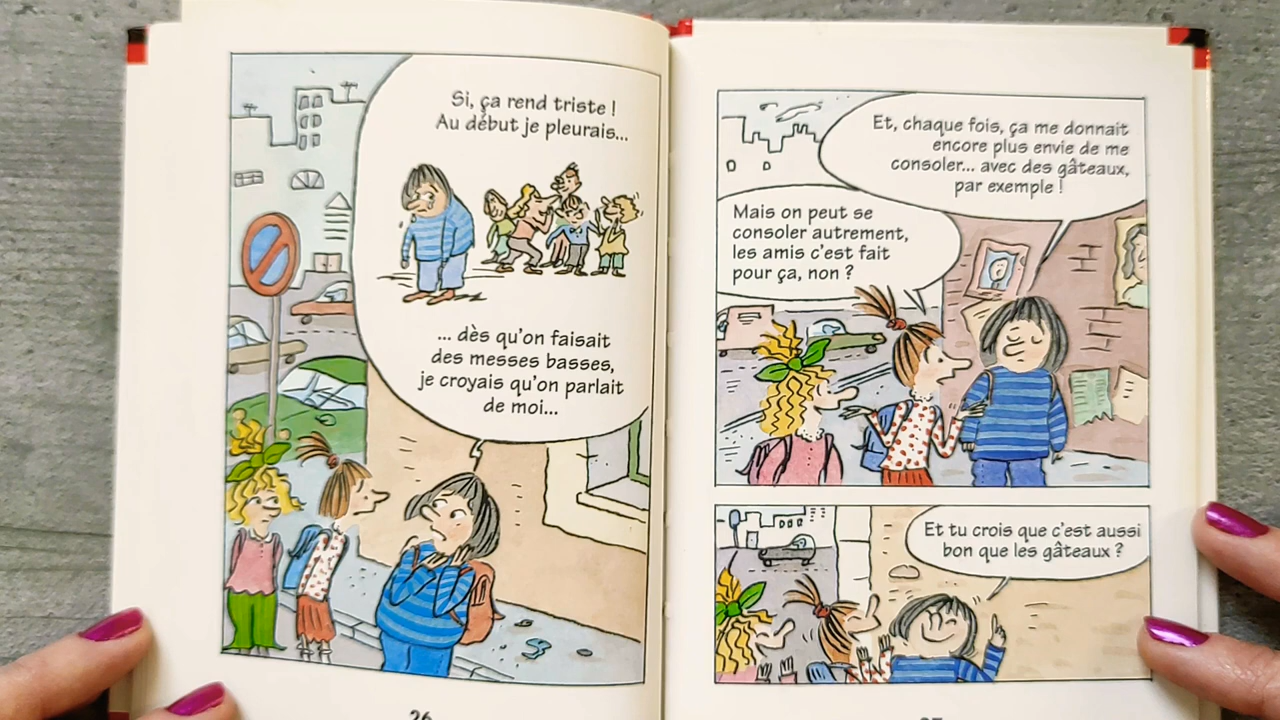 Si, ça rend triste !
Au début je pleurais...
... dès qu'on faisait
des messes basses,
je croyais qu'on parlait
de moi...
26
Et, chaque fois, ça me donnait
encore plus envie de me
consoler... avec des gâteaux,
par exemple !
Mais on peut se
consoler autrement,
les amis c'est fait
pour ça, non ?
Et tu crois que c'est aussi
bon que les gâteaux ?
27